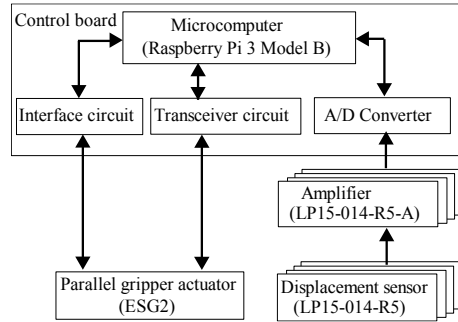 Control board
Microcomputer
(Raspberry Pi 3 Model B)
Interface circuit
Transceiver circuit
A/D Converter
Amplifier
(LP15-014-R5-A)
Parallel gripper actuator
(ESG2)
Displacement sensor
(LP15-014-R5)